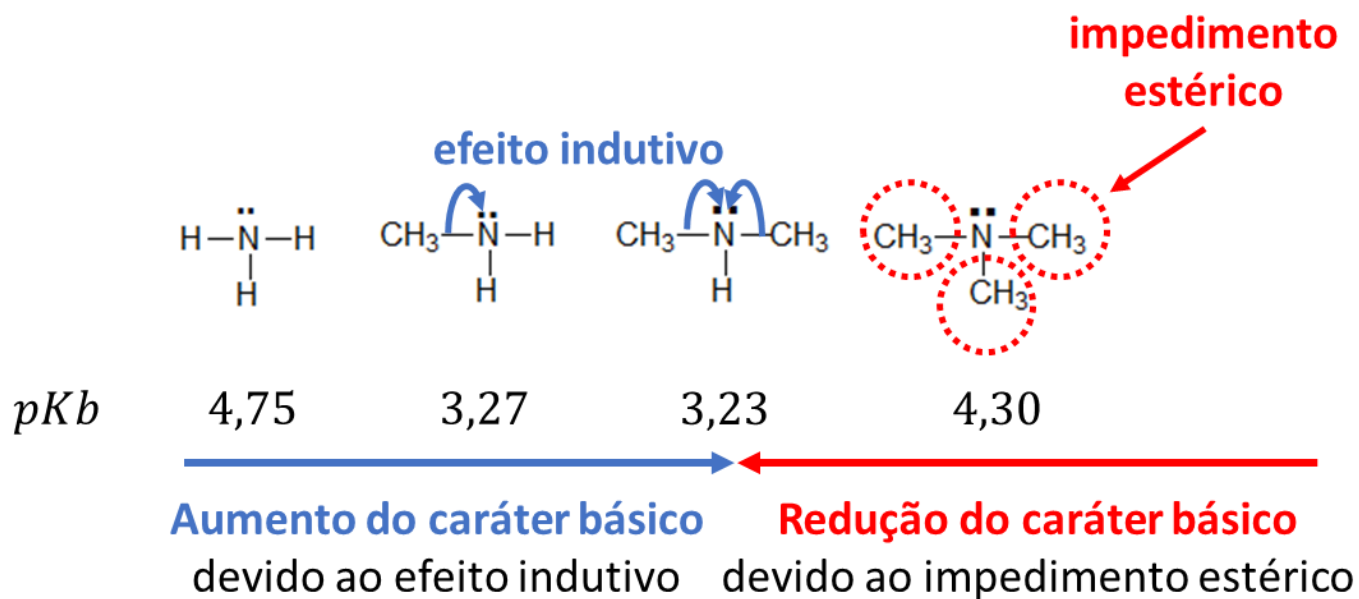 impedimento
estérico
efeito indutivo
H–N̈–H
H
CH₃–N̈–H
H
CH₃–N̈–CH₃
H
CH₃–N̈–CH₃
CH₃
pKb 4,75 3,27 3,23 4,30
Aumento do caráter básico
devido ao efeito indutivo
Redução do caráter básico
devido ao impedimento estérico